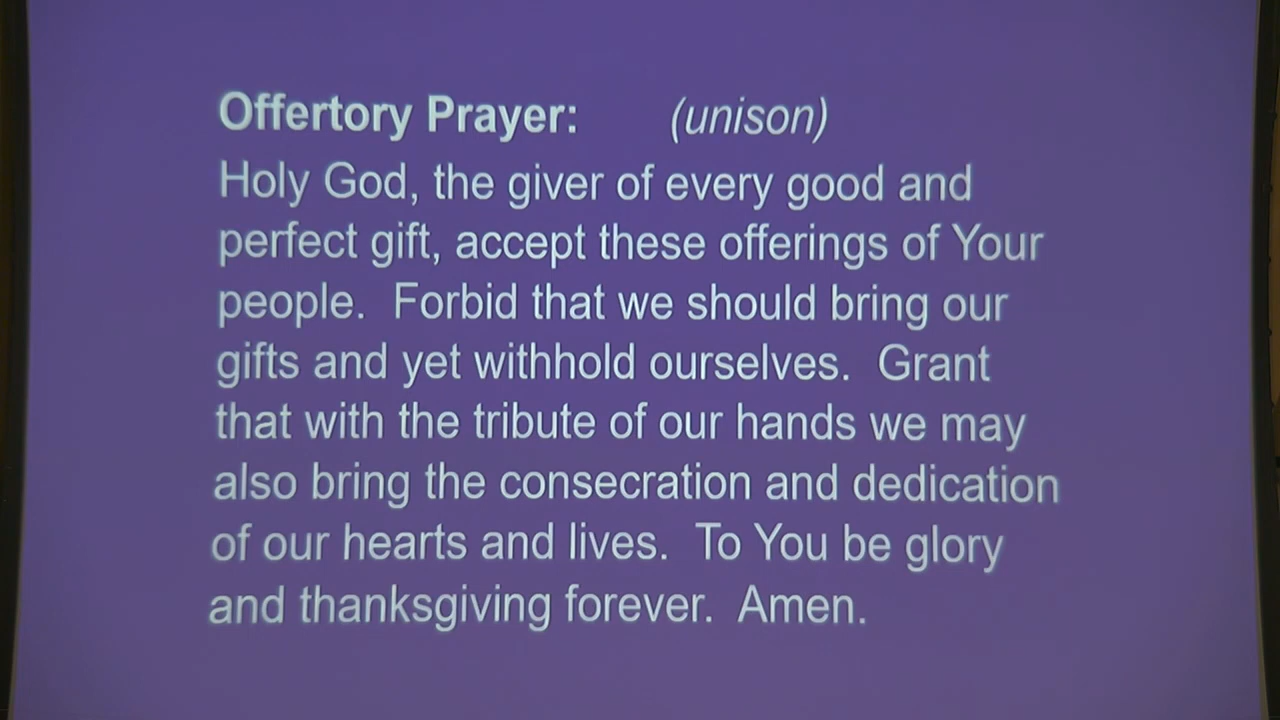 Offertory Prayer: (unison)
Holy God, the giver of every good and
perfect gift, accept these offerings of Your
people. Forbid that we should bring our
gifts and yet withhold ourselves. Grant
that with the tribute of our hands we may
also bring the consecration and dedication
of our hearts and lives. To You be glory
and thanksgiving forever. Amen.